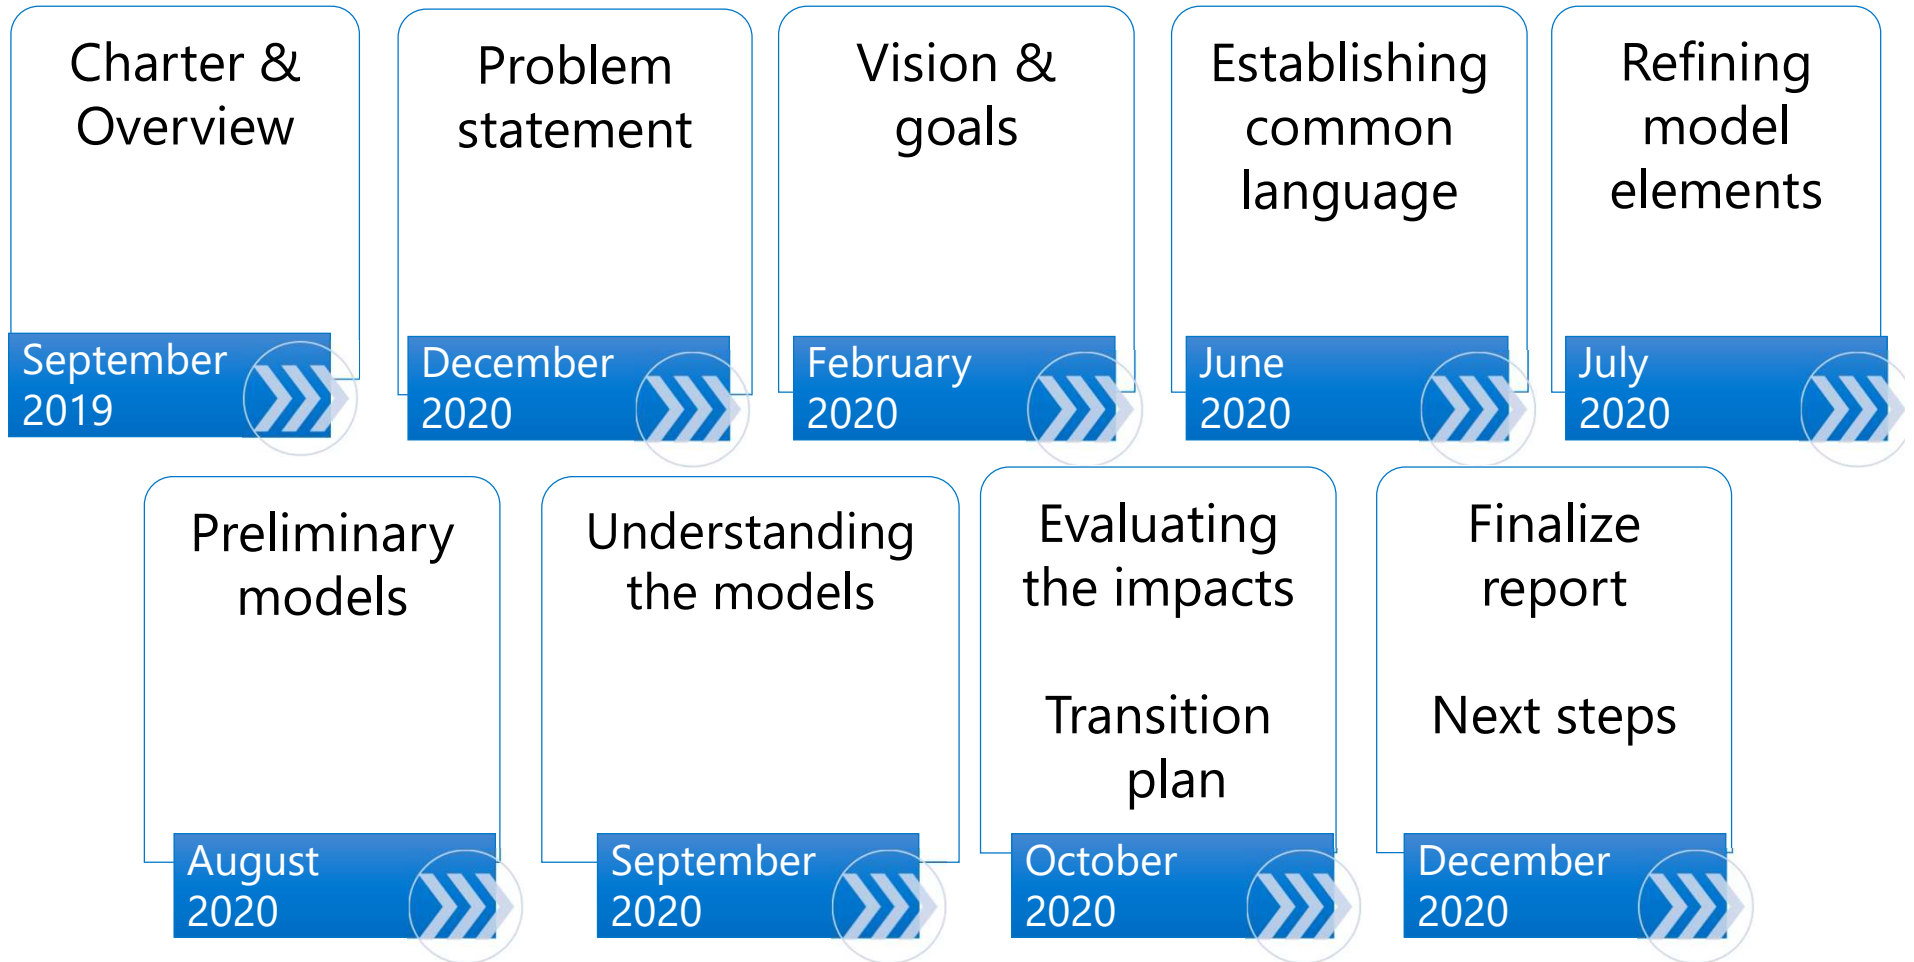 Charter &
Overview
September
2019
Problem
statement
December
2020
Vision &
goals
February
2020
Establishing
common
language
June
2020
Refining
model
elements
July
2020
Preliminary
models
August
2020
Understanding
the models
September
2020
Evaluating
the impacts
Transition
plan
October
2020
Finalize
report
Next steps
December
2020